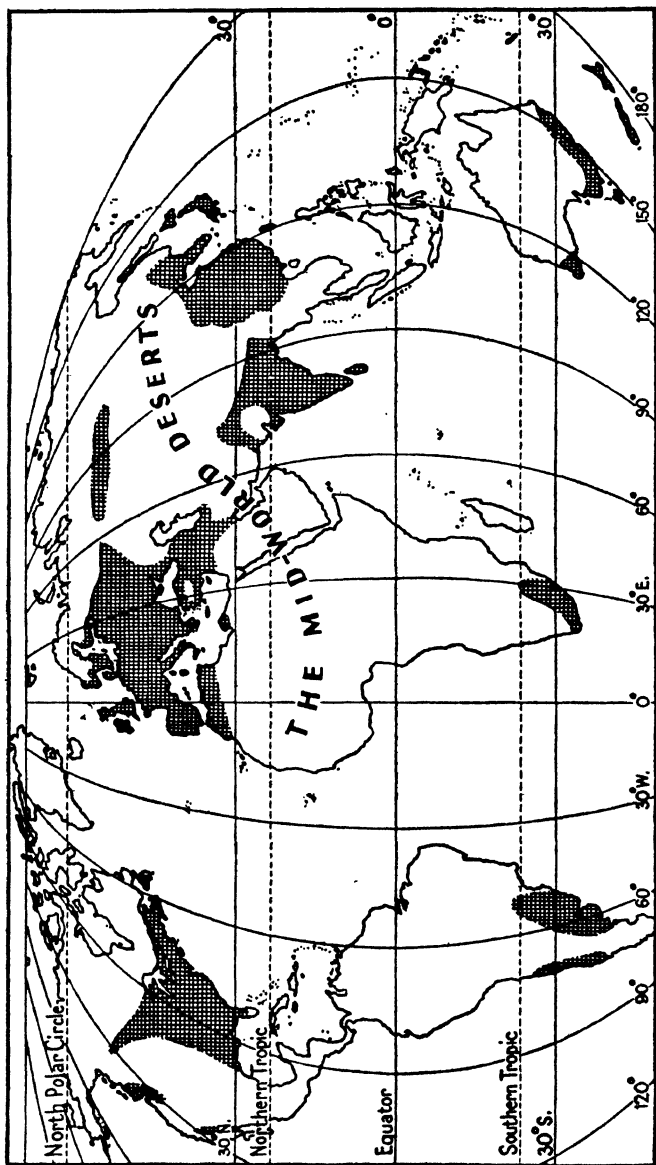 North Polar Circle
30°N.
30°
Northern Tropic
THE MID-WORLD DESERTS
Equator
0°
Southern Tropic
30°S.
30°
120°
90°
60°
30°W.
0°
30°E.
60°
90°
120°
150°
180°